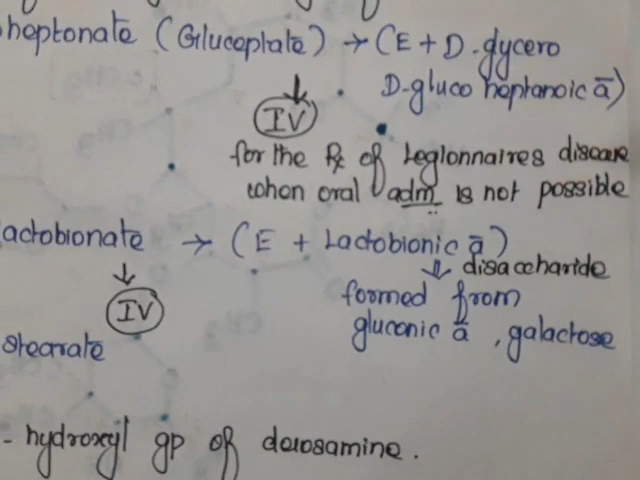 heptonate (Gluceptate) → (E + D-glycero
D-gluco heptanoic ā)
↓
IV
for the Rx of Legionnaires disease
when oral adm is not possible
actobionate → (E + Lactobionic ā)
↓ ⇓ disaccharide
IV formed from
gluconic ā, galactose
stearate
- hydroxyl gp of desosamine.